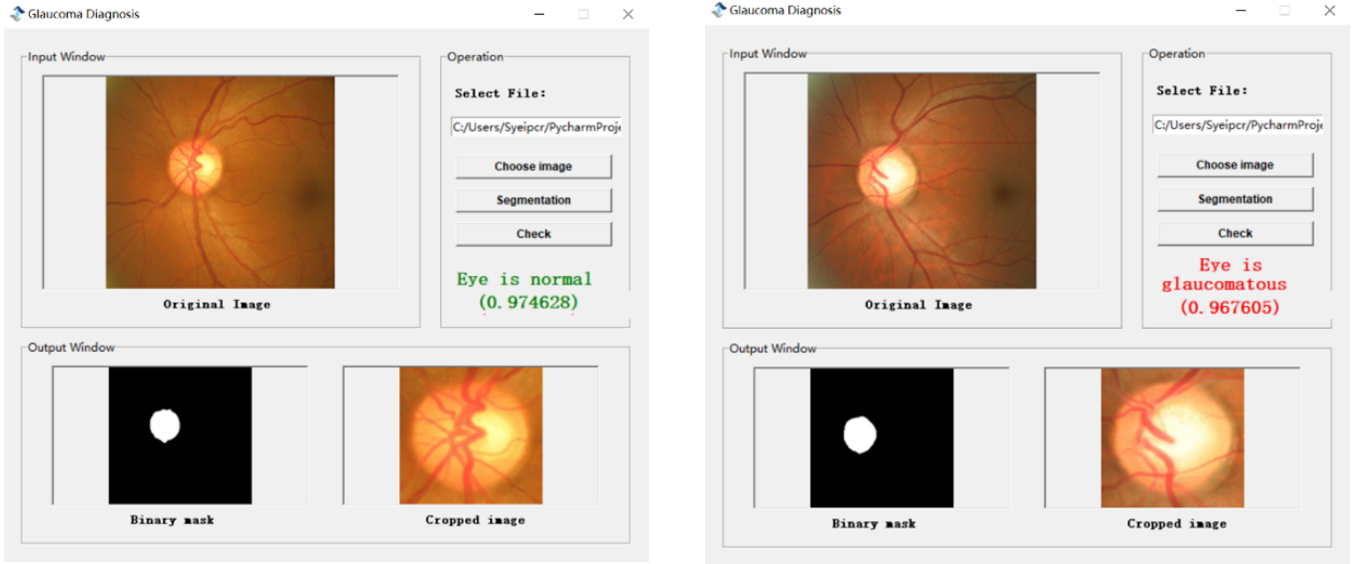 Glaucoma Diagnosis
Input Window
Original Image
Operation
Select File:
C:/Users/Syeipcr/PycharmProje
Choose image
Segmentation
Check
Eye is normal
(0.974628)
Output Window
Binary mask
Cropped image
Glaucoma Diagnosis
Input Window
Original Image
Operation
Select File:
C:/Users/Syeipcr/PycharmProje
Choose image
Segmentation
Check
Eye is
glaucomatous
(0.967605)
Output Window
Binary mask
Cropped image